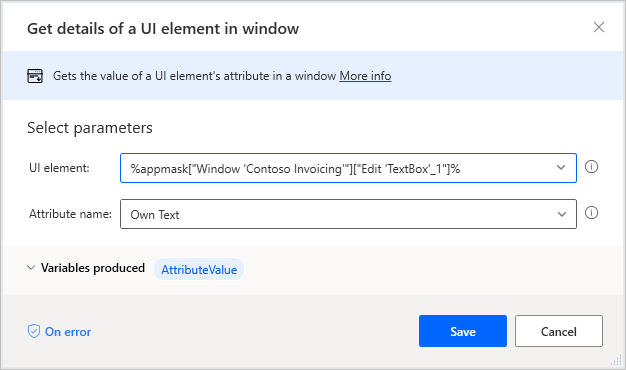 Get details of a UI element in window
Gets the value of a UI element's attribute in a window More info
Select parameters
UI element:
%appmask["Window 'Contoso Invoicing'"]["Edit 'TextBox'_1"]%
Attribute name:
Own Text
Variables produced AttributeValue
On error
Save
Cancel